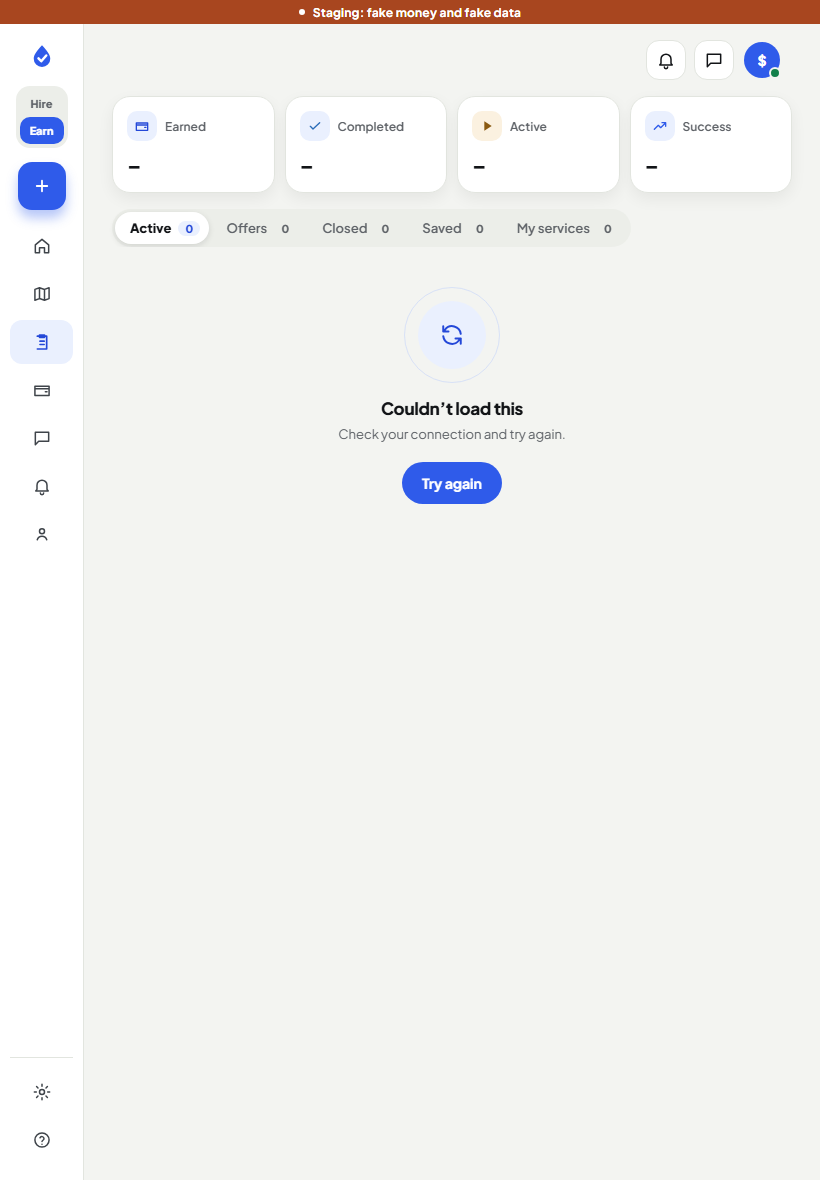 Staging: fake money and fake data
Hire
Earn
$
Earned
Completed
Active
Success
–
–
–
–
Active 0
Offers 0
Closed 0
Saved 0
My services 0
Couldn’t load this
Check your connection and try again.
Try again